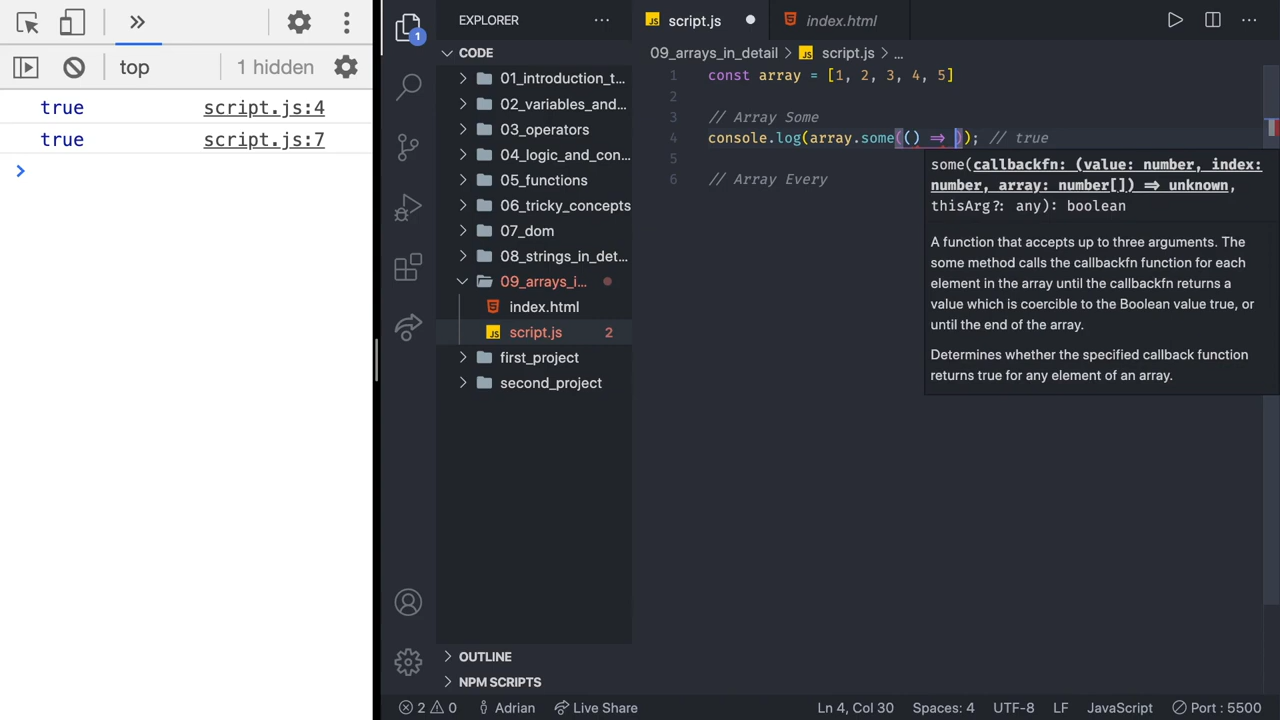 top
1 hidden
true script.js:4
true script.js:7
>
1
EXPLORER ...
CODE
01_introduction_t...
02_variables_and...
03_operators
04_logic_and_con...
05_functions
06_tricky_concepts
07_dom
08_strings_in_det...
09_arrays_i...
index.html
script.js 2
first_project
second_project
OUTLINE
NPM SCRIPTS
JS script.js index.html
09_arrays_in_detail > JS script.js > ...
1 const array = [1, 2, 3, 4, 5]
2
3 // Array Some
4 console.log(array.some(() => )); // true
5
6 // Array Every
some(callbackfn: (value: number, index:
number, array: number[]) => unknown,
thisArg?: any): boolean
A function that accepts up to three arguments. The
some method calls the callbackfn function for each
element in the array until the callbackfn returns a
value which is coercible to the Boolean value true, or
until the end of the array.
Determines whether the specified callback function
returns true for any element of an array.
2 0 Adrian Live Share Ln 4, Col 30 Spaces: 4 UTF-8 LF JavaScript Port : 5500